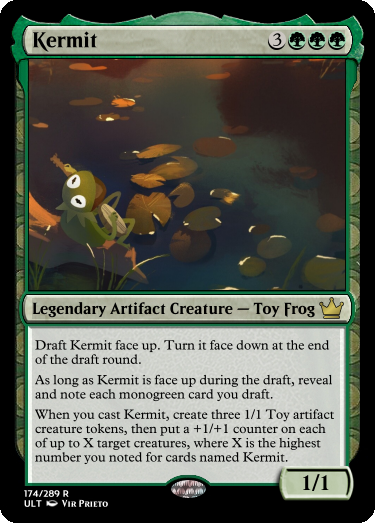 Kermit 3
Legendary Artifact Creature — Toy Frog
Draft Kermit face up. Turn it face down at the end
of the draft round.
As long as Kermit is face up during the draft, reveal
and note each monogreen card you draft.
When you cast Kermit, create three 1/1 Toy artifact
creature tokens, then put a +1/+1 counter on each
of up to X target creatures, where X is the highest
number you noted for cards named Kermit.
1/1
174/289 R
ULT Vir Prieto